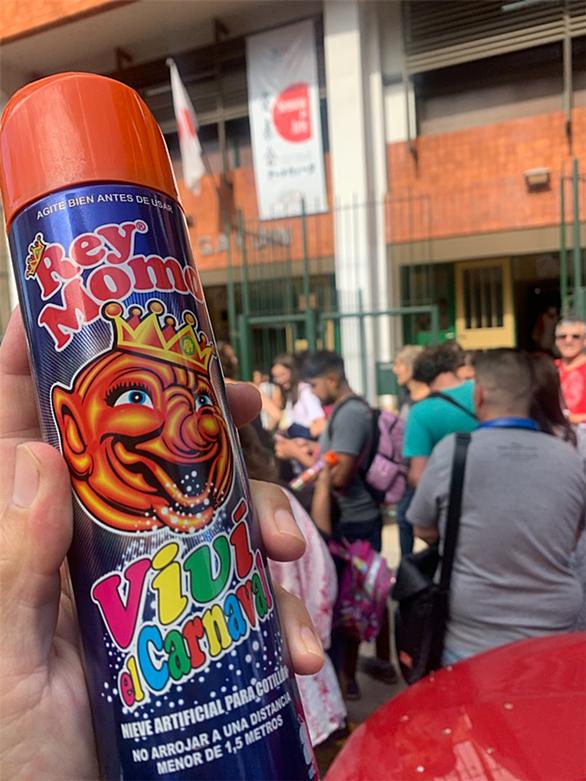 AGITE BIEN ANTES DE USAR
Rey®
Momo
Viví
el Carnaval
NIEVE ARTIFICIAL PARA COTILLÓN
NO ARROJAR A UNA DISTANCIA
MENOR DE 1,5 METROS